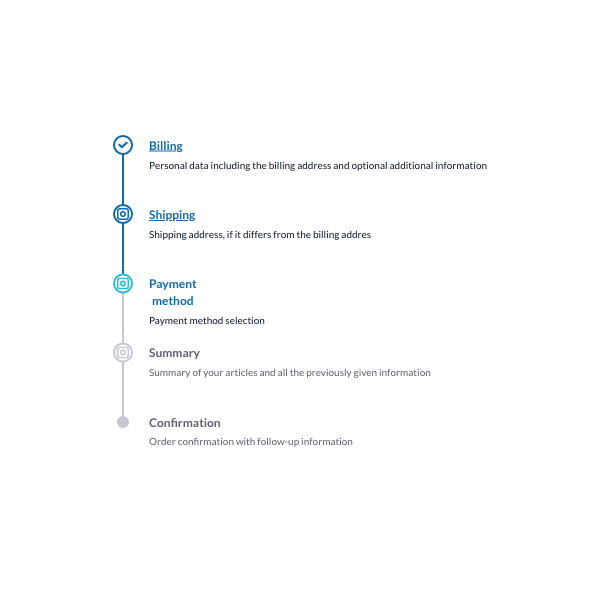 Billing
Personal data including the billing address and optional additional information
Shipping
Shipping address, if it differs from the billing addres
Payment
method
Payment method selection
Summary
Summary of your articles and all the previously given information
Confirmation
Order confirmation with follow-up information